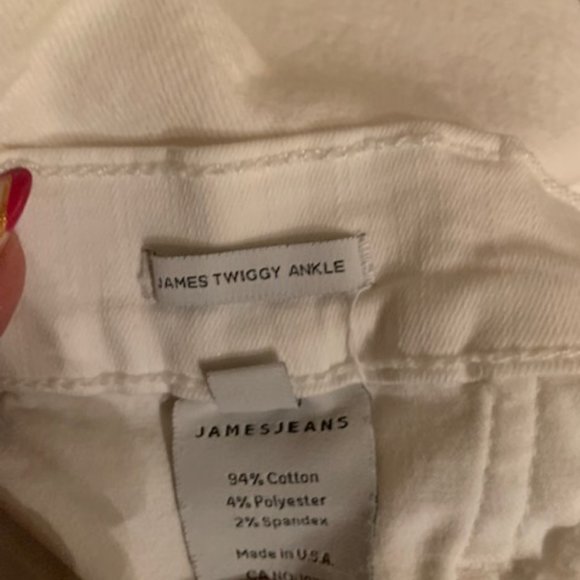 JAMES TWIGGY ANKLE
JAMESJEANS
94% Cotton
4% Polyester
2% Spandex
Made in U.S.A.